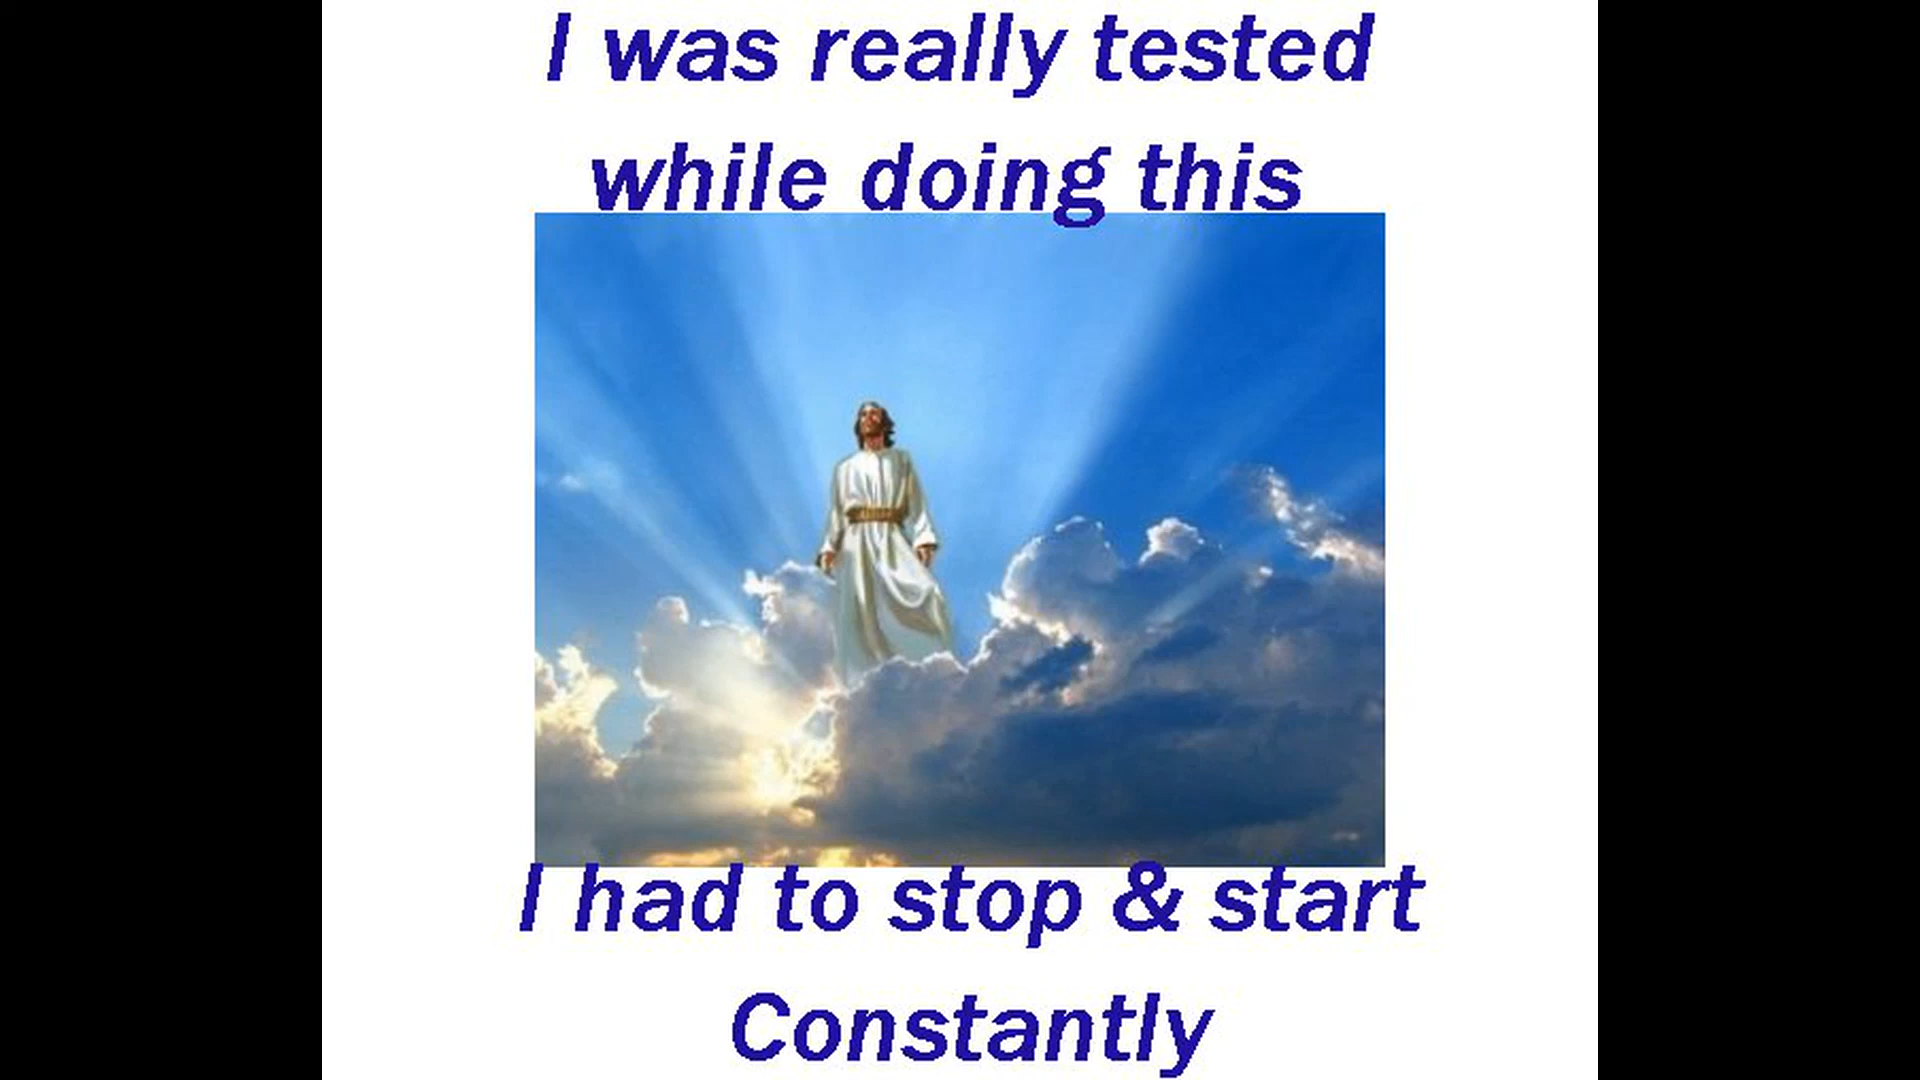 I was really tested
while doing this
I had to stop & start
Constantly